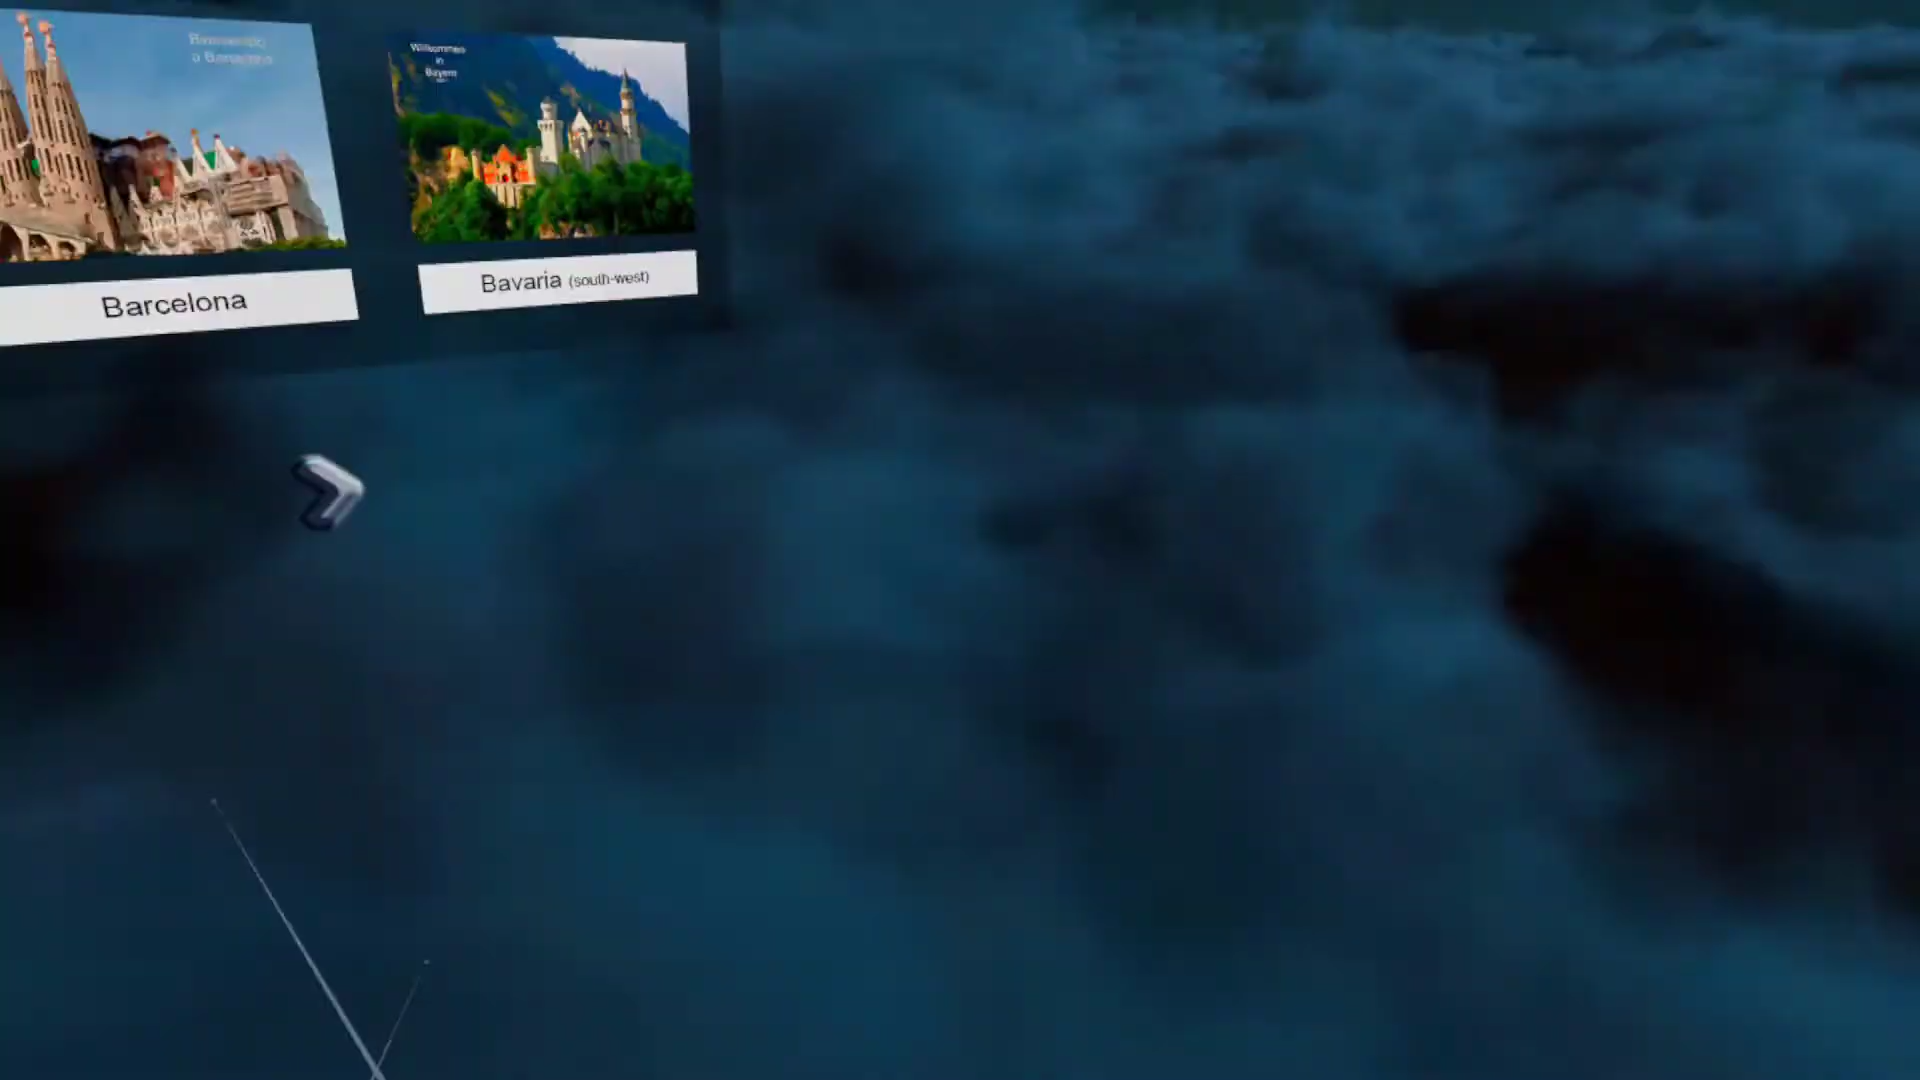 Willkommen
in
Bayern
Barcelona
Bavaria (south-west)